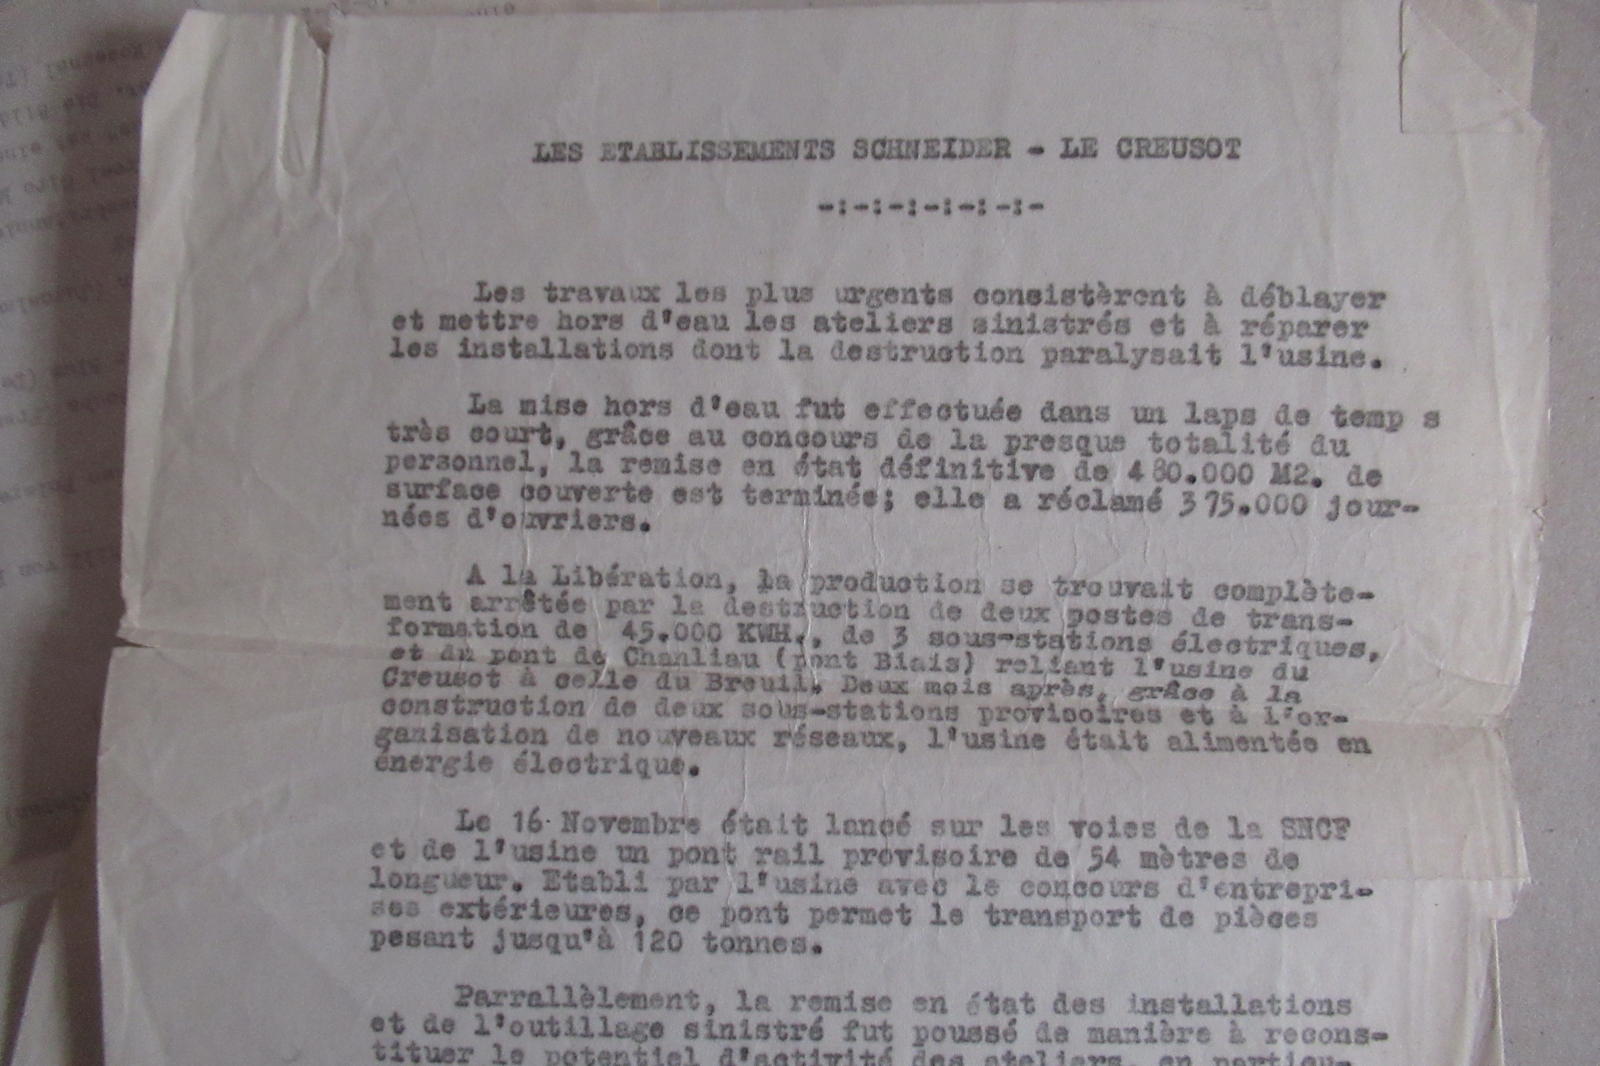 LES ETABLISSEMENTS SCHNEIDER - LE CREUSOT
-:-:-:-:-:-:-
Les travaux les plus urgents consistèrent à déblayer
et mettre hors d'eau les ateliers sinistrés et à réparer
les installations dont la destruction paralysait l'usine.
La mise hors d'eau fut effectuée dans un laps de temp s
très court, grâce au concours de la presque totalité du
personnel, la remise en état définitive de 480.000 M2. de
surface couverte est terminée; elle a réclamé 375.000 jour-
nées d'ouvriers.
A la Libération, la production se trouvait complète-
ment arrêtée par la destruction de deux postes de trans-
formation de 45.000 KWH., de 3 sous-stations électriques,
et du pont de Chanliau (pont Biais) reliant l'usine du
Creusot à celle du Breuil. Deux mois après, grâce à la
construction de deux sous-stations provisoires et à l'or-
ganisation de nouveaux réseaux, l'usine était alimentée en
énergie électrique.
Le 16 Novembre était lancé sur les voies de la SNCF
et de l'usine un pont rail provisoire de 54 mètres de
longueur. Etabli par l'usine avec le concours d'entrepri-
ses extérieures, ce pont permet le transport de pièces
pesant jusqu'à 120 tonnes.
Parrallèlement, la remise en état des installations
et de l'outillage sinistré fut poussé de manière à recons-
tituer le potentiel d'activité des ateliers, en particu-